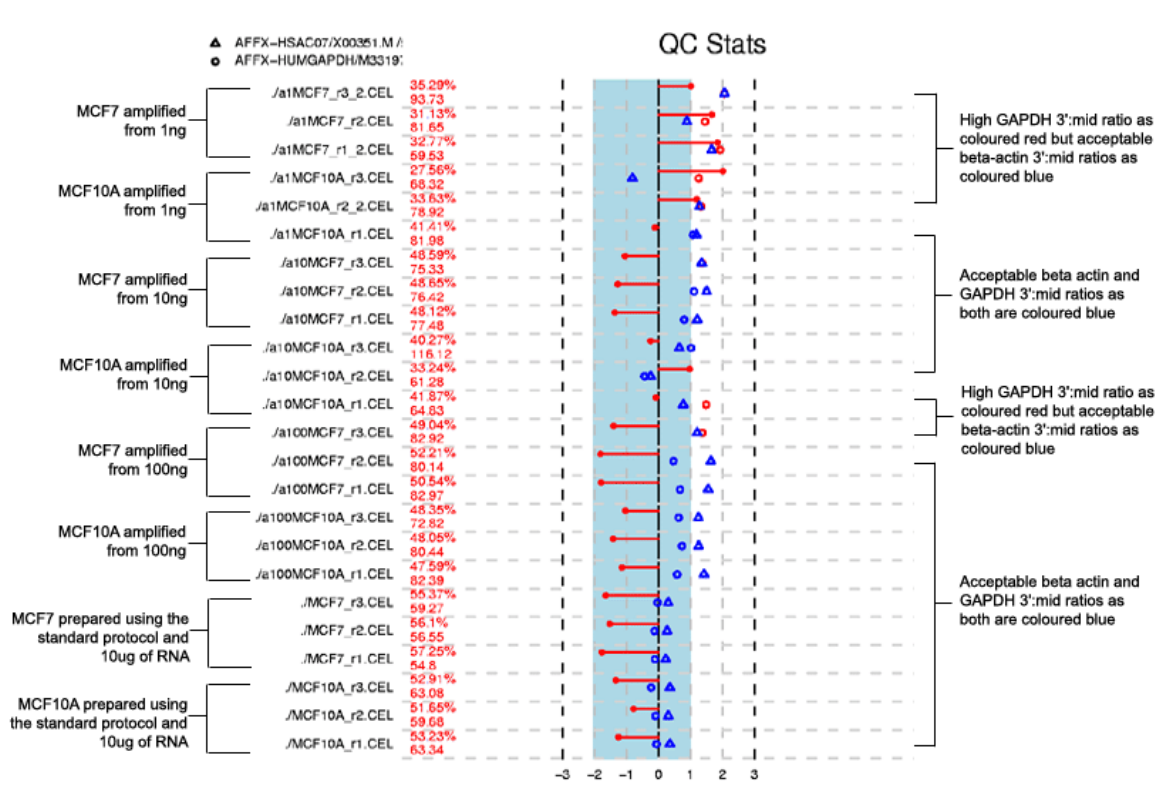 AFFX-HSAC07/X00351.M /:
AFFX-HUMGAPDH/M33197
QC Stats
MCF7 amplified
from 1ng
./a1MCF7_r3_2.CEL
35.29%
93.73
./a1MCF7_r2.CEL
31.13%
81.65
./a1MCF7_r1_2.CEL
32.77%
59.53
High GAPDH 3':mid ratio as
coloured red but acceptable
beta-actin 3':mid ratios as
coloured blue
MCF10A amplified
from 1ng
./a1MCF10A_r3.CEL
27.56%
68.32
./a1MCF10A_r2_2.CEL
33.63%
78.92
./a1MCF10A_r1.CEL
41.41%
81.98
MCF7 amplified
from 10ng
./a10MCF7_r3.CEL
48.59%
75.33
./a10MCF7_r2.CEL
48.65%
76.42
./a10MCF7_r1.CEL
48.12%
77.48
Acceptable beta actin and
GAPDH 3':mid ratios as
both are coloured blue
MCF10A amplified
from 10ng
./a10MCF10A_r3.CEL
40.27%
116.12
./a10MCF10A_r2.CEL
33.24%
61.28
./a10MCF10A_r1.CEL
41.87%
64.83
High GAPDH 3':mid ratio as
coloured red but acceptable
beta-actin 3':mid ratios as
coloured blue
MCF7 amplified
from 100ng
./a100MCF7_r3.CEL
49.04%
82.92
./a100MCF7_r2.CEL
52.21%
80.14
./a100MCF7_r1.CEL
50.54%
82.97
MCF10A amplified
from 100ng
./a100MCF10A_r3.CEL
48.35%
72.82
./a100MCF10A_r2.CEL
48.05%
80.44
./a100MCF10A_r1.CEL
47.59%
82.39
Acceptable beta actin and
GAPDH 3':mid ratios as
both are coloured blue
MCF7 prepared using the
standard protocol and
10ug of RNA
./MCF7_r3.CEL
55.37%
59.27
./MCF7_r2.CEL
56.1%
56.55
./MCF7_r1.CEL
57.25%
54.8
MCF10A prepared using
the standard protocol and
10ug of RNA
./MCF10A_r3.CEL
52.91%
63.08
./MCF10A_r2.CEL
51.65%
59.68
./MCF10A_r1.CEL
53.23%
63.34
-3 -2 -1 0 1 2 3